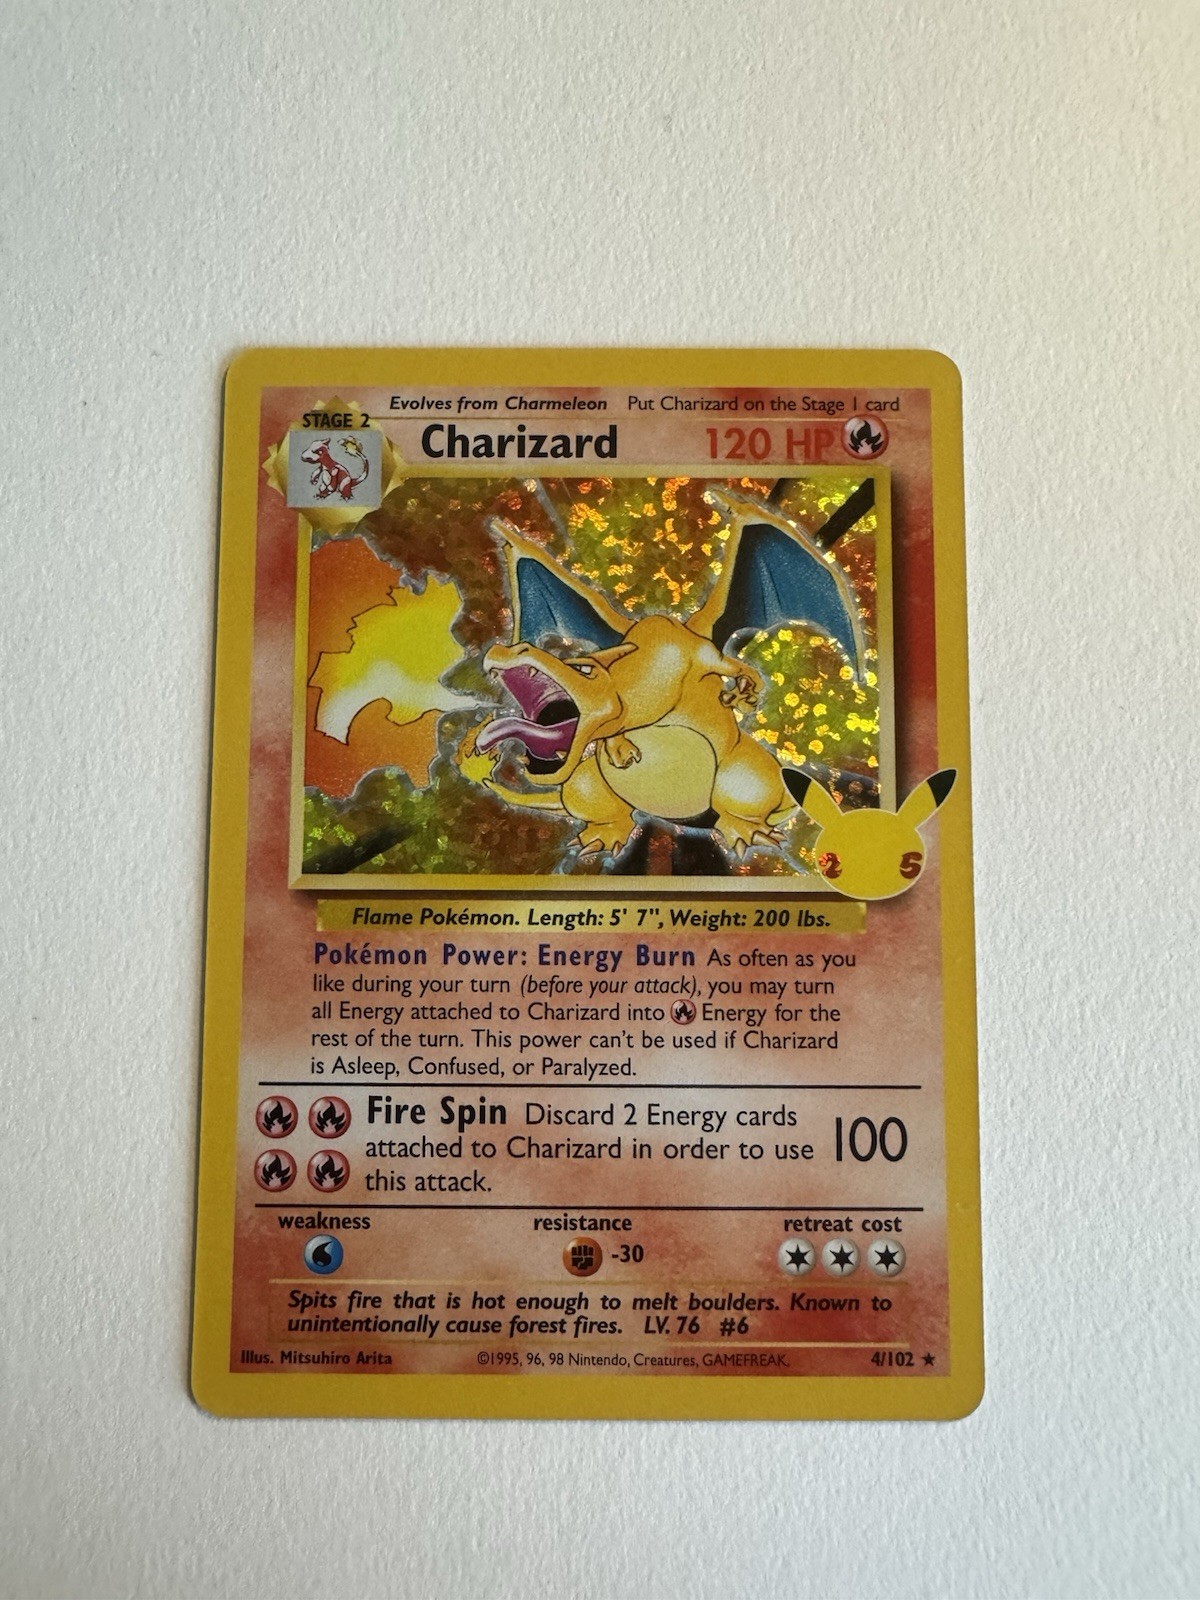 Evolves from Charmeleon Put Charizard on the Stage 1 card
STAGE 2
Charizard 120 HP
25
Flame Pokémon. Length: 5' 7", Weight: 200 lbs.
Pokémon Power: Energy Burn As often as you
like during your turn (before your attack), you may turn
all Energy attached to Charizard into Energy for the
rest of the turn. This power can't be used if Charizard
is Asleep, Confused, or Paralyzed.
Fire Spin Discard 2 Energy cards
attached to Charizard in order to use 100
this attack.
weakness resistance retreat cost
-30
Spits fire that is hot enough to melt boulders. Known to
unintentionally cause forest fires. LV. 76 #6
Illus. Mitsuhiro Arita ©1995, 96, 98 Nintendo, Creatures, GAMEFREAK. 4/102 ★